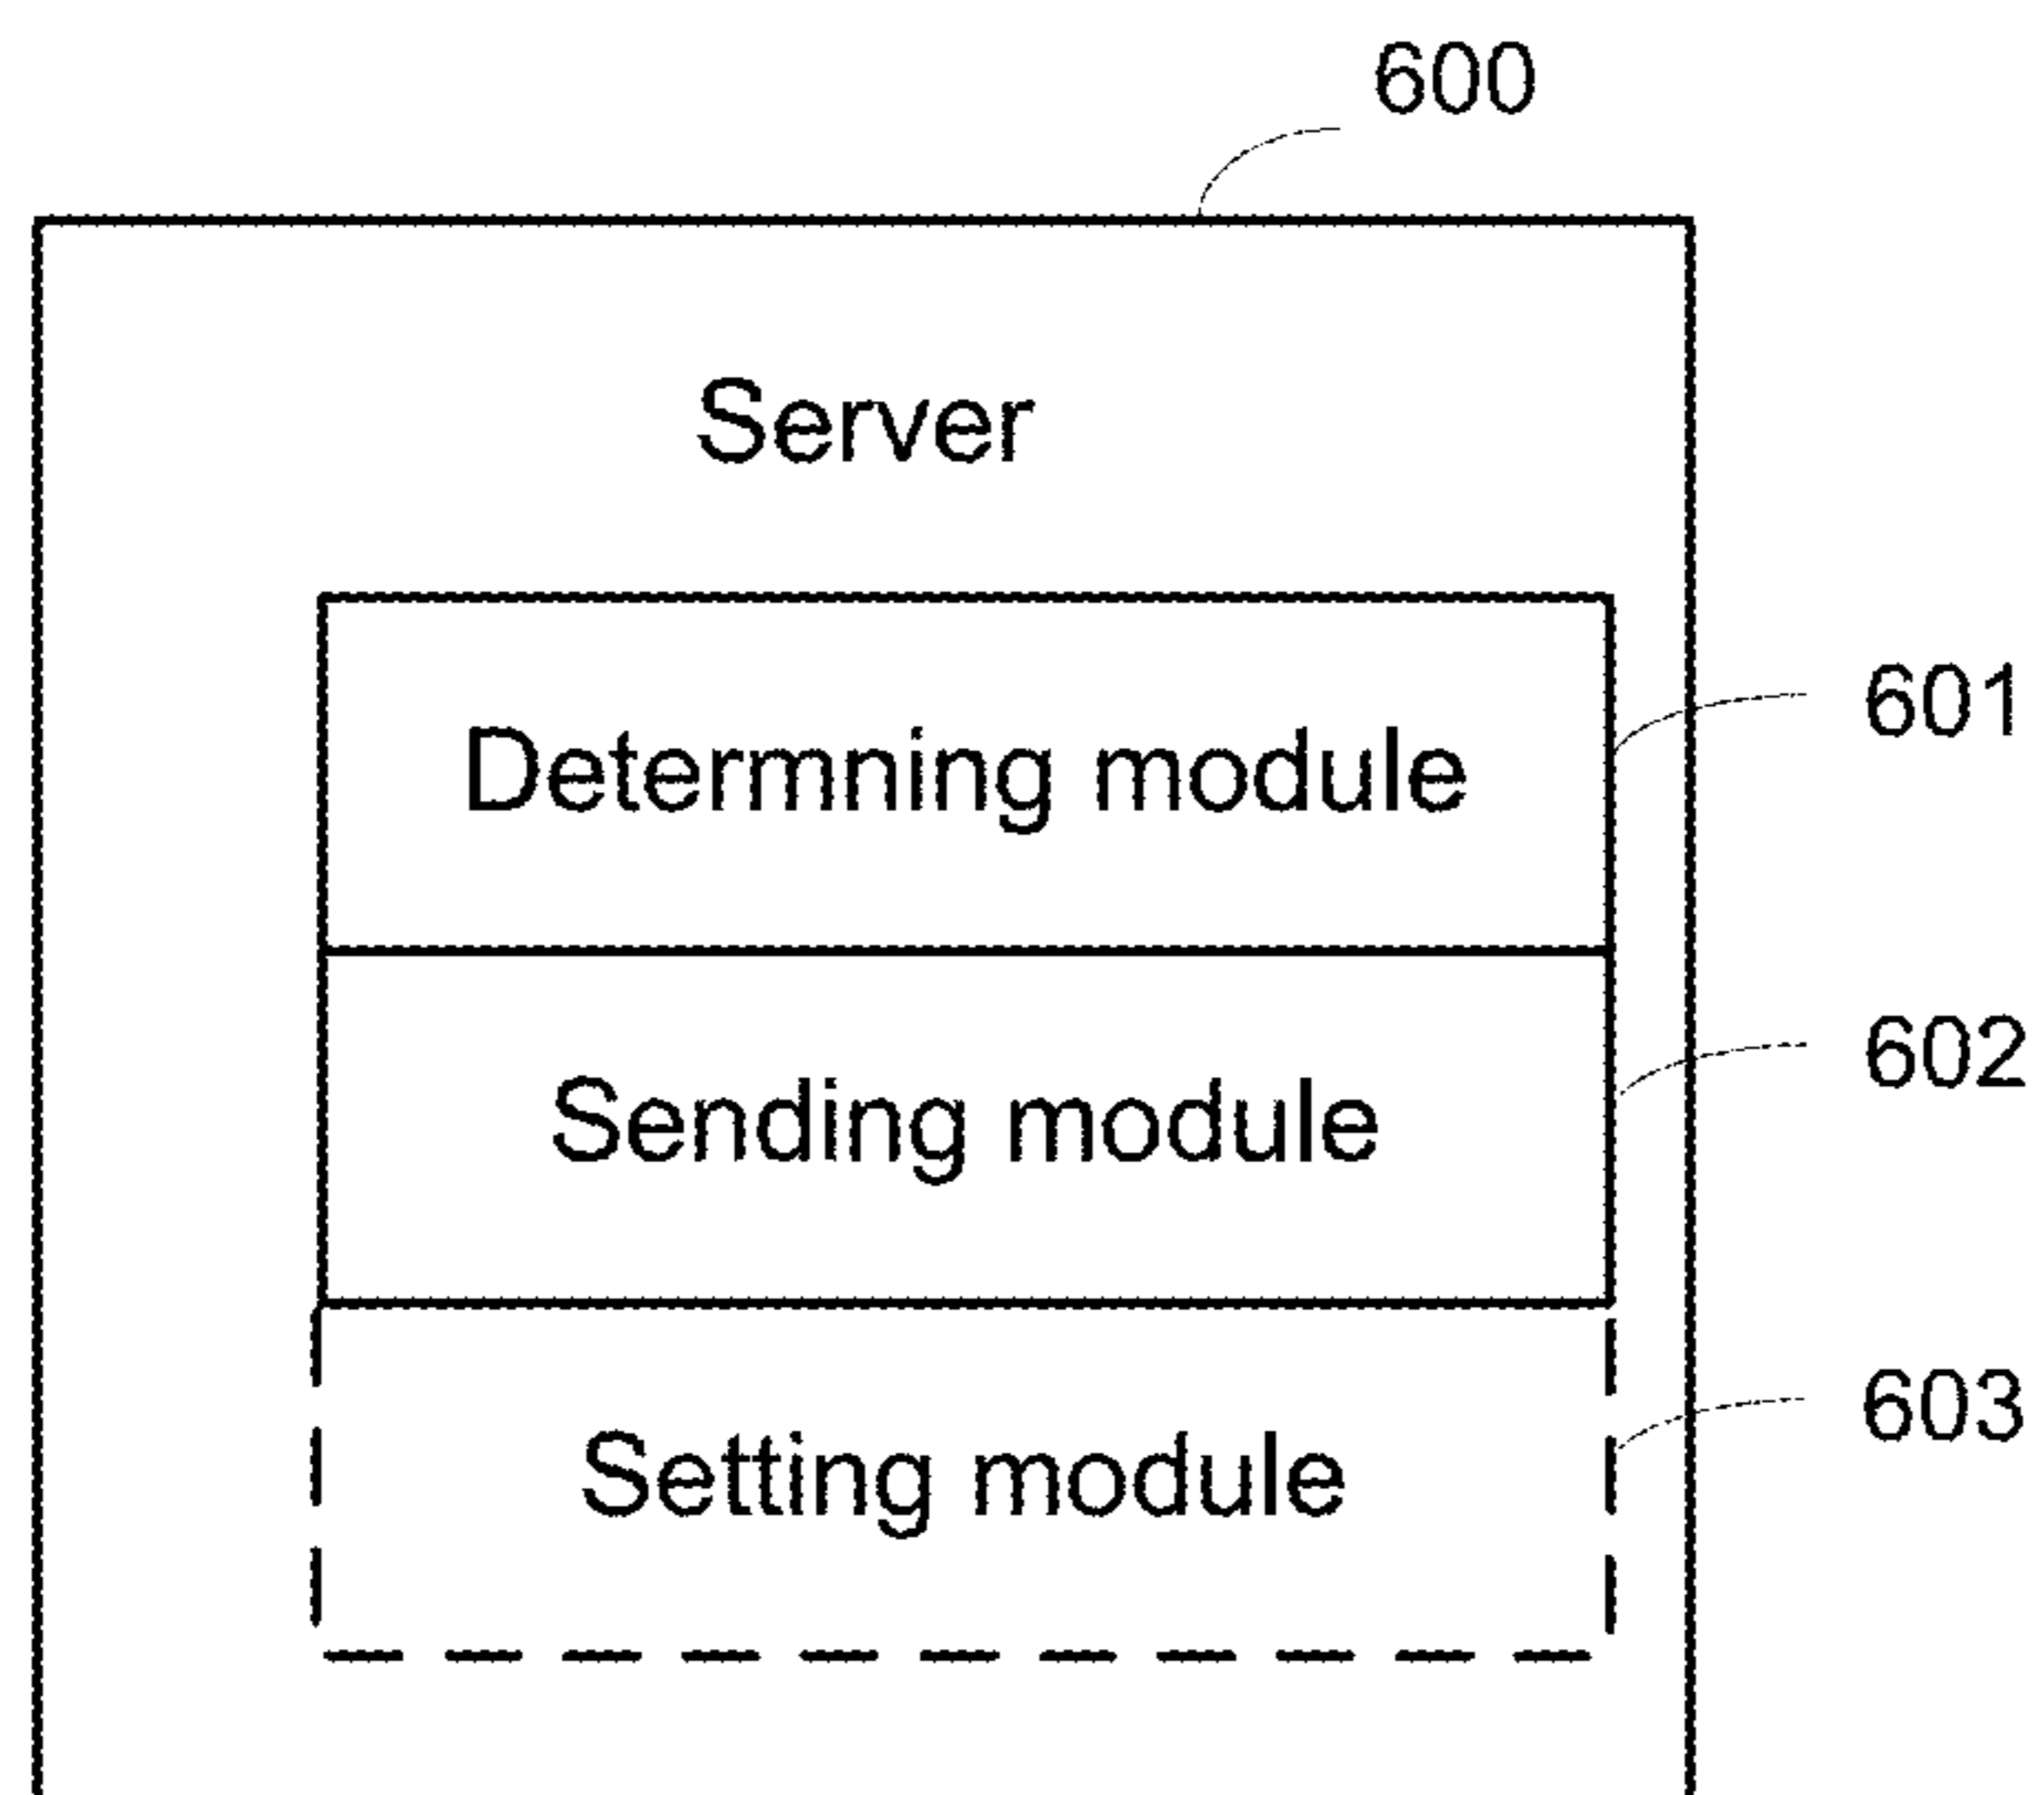 600
Server
Determning module
601
Sending module
602
Setting module
603